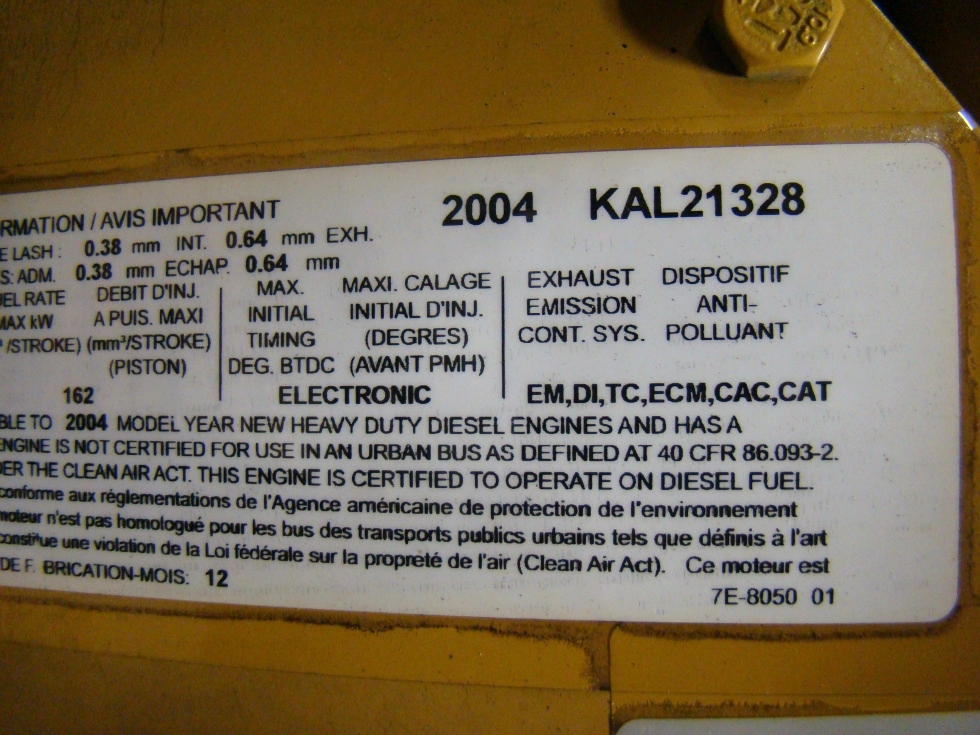 RMATION / AVIS IMPORTANT 2004 KAL21328
E LASH : 0.38 mm INT. 0.64 mm EXH.
S: ADM. 0.38 mm ECHAP. 0.64 mm
UEL RATE DEBIT D'INJ. MAX. MAXI. CALAGE EXHAUST DISPOSITIF
MAX kW A PUIS. MAXI INITIAL INITIAL D'INJ. EMISSION ANTI-
/STROKE) (mm³/STROKE) TIMING (DEGRES) CONT. SYS. POLLUANT
(PISTON) DEG. BTDC (AVANT PMH)
162 ELECTRONIC EM,DI,TC,ECM,CAC,CAT
BLE TO 2004 MODEL YEAR NEW HEAVY DUTY DIESEL ENGINES AND HAS A
ENGINE IS NOT CERTIFIED FOR USE IN AN URBAN BUS AS DEFINED AT 40 CFR 86.093-2.
DER THE CLEAN AIR ACT. THIS ENGINE IS CERTIFIED TO OPERATE ON DIESEL FUEL.
conforme aux réglementations de l'Agence américaine de protection de l'environnement
moteur n'est pas homologué pour les bus des transports publics urbains tels que définis à l'art
constitue une violation de la Loi fédérale sur la propreté de l'air (Clean Air Act). Ce moteur est
DE F BRICATION-MOIS: 12
7E-8050 01